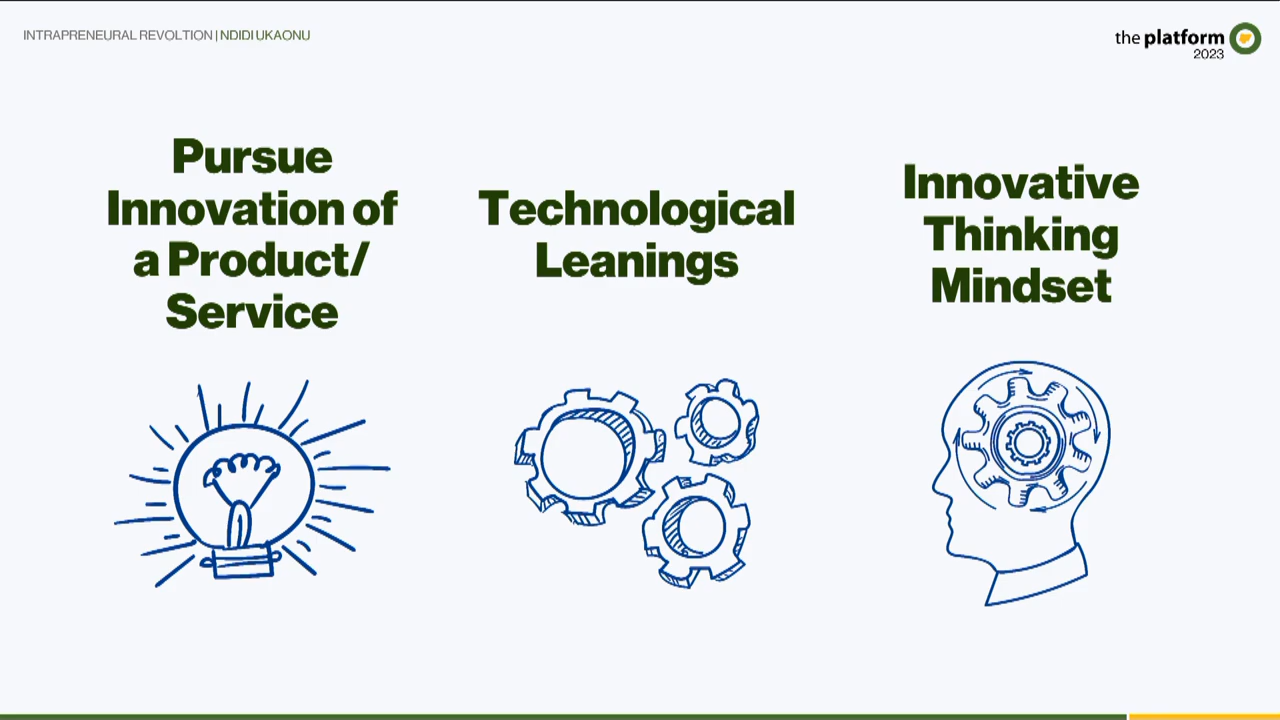 INTRAPRENEURAL REVOLTION | NDIDI UKAONU
the platform
2023
Pursue
Innovation of
a Product/
Service
Technological
Leanings
Innovative
Thinking
Mindset